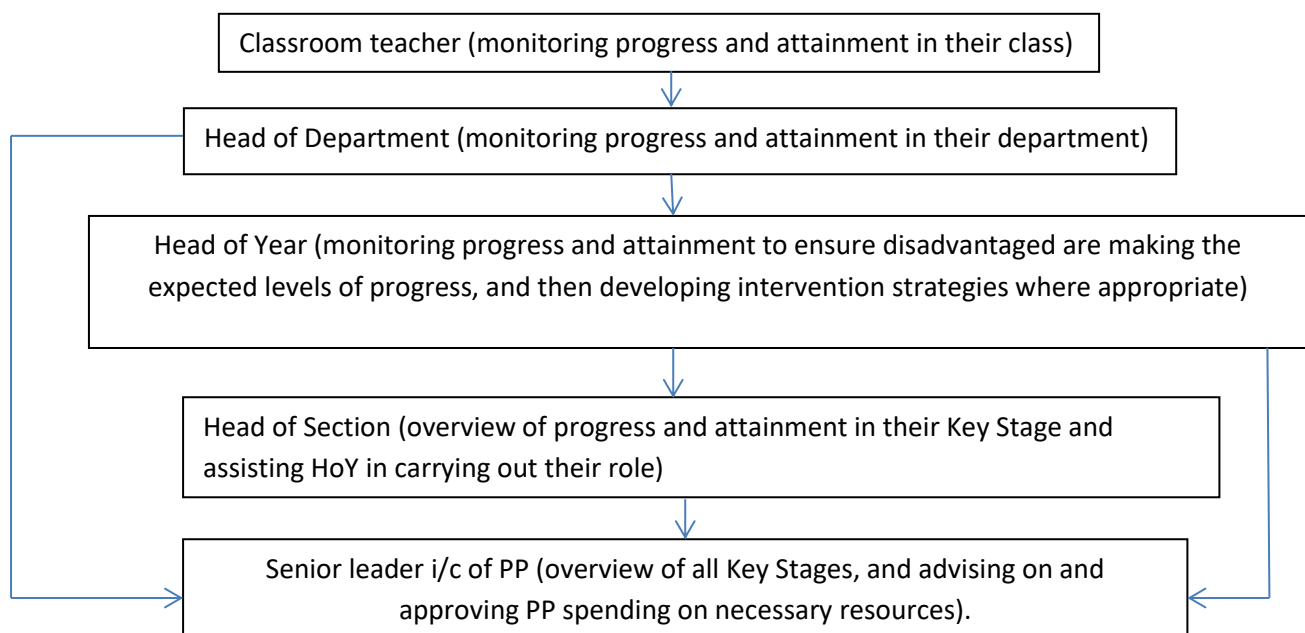 Classroom teacher (monitoring progress and attainment in their class)
Head of Department (monitoring progress and attainment in their department)
Head of Year (monitoring progress and attainment to ensure disadvantaged are making the
expected levels of progress, and then developing intervention strategies where appropriate)
Head of Section (overview of progress and attainment in their Key Stage and
assisting HoY in carrying out their role)
Senior leader i/c of PP (overview of all Key Stages, and advising on and
approving PP spending on necessary resources).